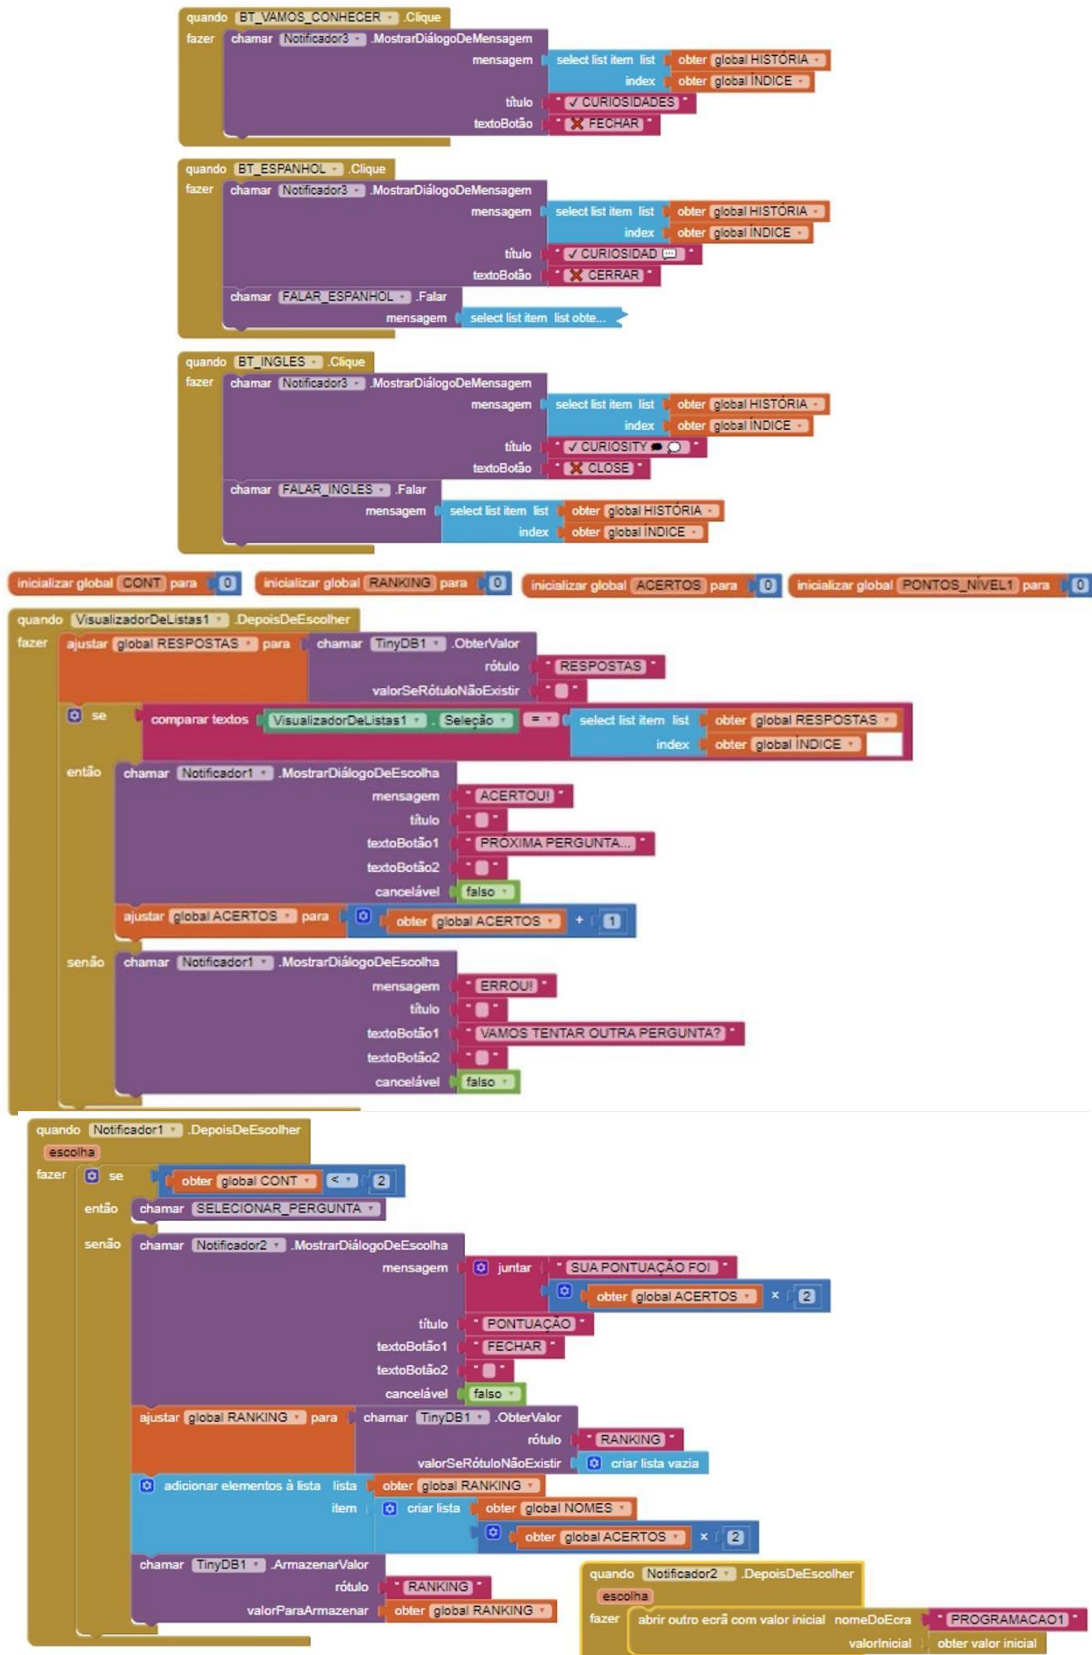 quando BT_VAMOS_CONHECER .Clique
fazer chamar Notificador3 .MostrarDiálogoDeMensagem
mensagem select list item list obter global HISTÓRIA
index obter global ÍNDICE
título " ✓ CURIOSIDADES "
textoBotão " ❌ FECHAR "
quando BT_ESPANHOL .Clique
fazer chamar Notificador3 .MostrarDiálogoDeMensagem
mensagem select list item list obter global HISTÓRIA
index obter global ÍNDICE
título " ✓ CURIOSIDAD 💬 "
textoBotão " ❌ CERRAR "
chamar FALAR_ESPANHOL .Falar
mensagem select list item list obte...
quando BT_INGLES .Clique
fazer chamar Notificador3 .MostrarDiálogoDeMensagem
mensagem select list item list obter global HISTÓRIA
index obter global ÍNDICE
título " ✓ CURIOSITY 🗩 💭 "
textoBotão " ❌ CLOSE "
chamar FALAR_INGLES .Falar
mensagem select list item list obter global HISTÓRIA
index obter global ÍNDICE
inicializar global CONT para 0 inicializar global RANKING para 0 inicializar global ACERTOS para 0 inicializar global PONTOS_NÍVEL1 para 0
quando VisualizadorDeListas1 .DepoisDeEscolher
fazer ajustar global RESPOSTAS para chamar TinyDB1 .ObterValor
rótulo " RESPOSTAS "
valorSeRótuloNãoExistir " "
se comparar textos VisualizadorDeListas1 . Seleção = select list item list obter global RESPOSTAS
index obter global ÍNDICE
então chamar Notificador1 .MostrarDiálogoDeEscolha
mensagem " ACERTOU! "
título " "
textoBotão1 " PRÓXIMA PERGUNTA... "
textoBotão2 " "
cancelável falso
ajustar global ACERTOS para obter global ACERTOS + 1
senão chamar Notificador1 .MostrarDiálogoDeEscolha
mensagem " ERROU! "
título " "
textoBotão1 " VAMOS TENTAR OUTRA PERGUNTA? "
textoBotão2 " "
cancelável falso
quando Notificador1 .DepoisDeEscolher
escolha
fazer se obter global CONT < 2
então chamar SELECIONAR_PERGUNTA
senão chamar Notificador2 .MostrarDiálogoDeEscolha
mensagem juntar " SUA PONTUAÇÃO FOI "
obter global ACERTOS × 2
título " PONTUAÇÃO "
textoBotão1 " FECHAR "
textoBotão2 " "
cancelável falso
ajustar global RANKING para chamar TinyDB1 .ObterValor
rótulo " RANKING "
valorSeRótuloNãoExistir criar lista vazia
adicionar elementos à lista lista obter global RANKING
item criar lista obter global NOMES
obter global ACERTOS × 2
chamar TinyDB1 .ArmazenarValor
rótulo " RANKING "
valorParaArmazenar obter global RANKING
quando Notificador2 .DepoisDeEscolher
escolha
fazer abrir outro ecrã com valor inicial nomeDoEcra " PROGRAMACAO1 "
valorInicial obter valor inicial